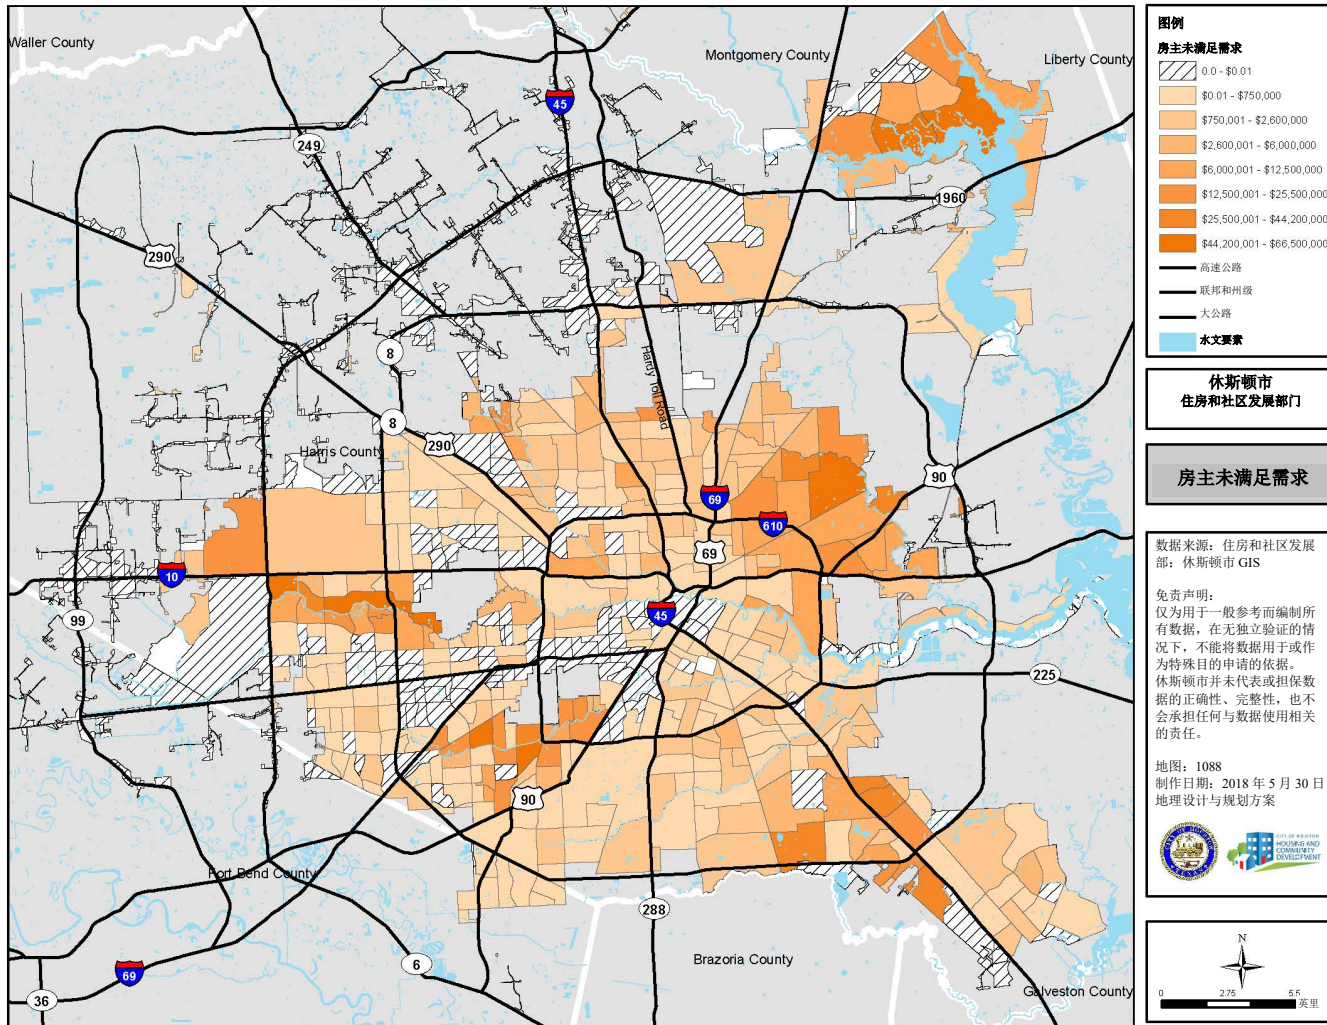 Waller County
Montgomery County
Liberty County
45
249
1960
290
8
Hardy Toll Road
8
290
Harris County
90
69
610
69
10
45
99
225
90
Fort Bend County
288
6
69
36
Brazoria County
Galveston County
图例
房主未满足需求
0.0 - $0.01
$0.01 - $750,000
$750,001 - $2,600,000
$2,600,001 - $6,000,000
$6,000,001 - $12,500,000
$12,500,001 - $25,500,000
$25,500,001 - $44,200,000
$44,200,001 - $66,500,000
高速公路
联邦和州级
大公路
水文要素
休斯顿市
住房和社区发展部门
房主未满足需求
数据来源：住房和社区发展
部；休斯顿市 GIS
免责声明：
仅为用于一般参考而编制所
有数据，在无独立验证的情
况下，不能将数据用于或作
为特殊目的申请的依据。
休斯顿市并未代表或担保数
据的正确性、完整性，也不
会承担任何与数据使用相关
的责任。
地图：1088
制作日期：2018 年 5 月 30 日
地理设计与规划方案
CITY OF HOUSTON
HOUSING AND
COMMUNITY
DEVELOPMENT
N
0 2.75 5.5
英里